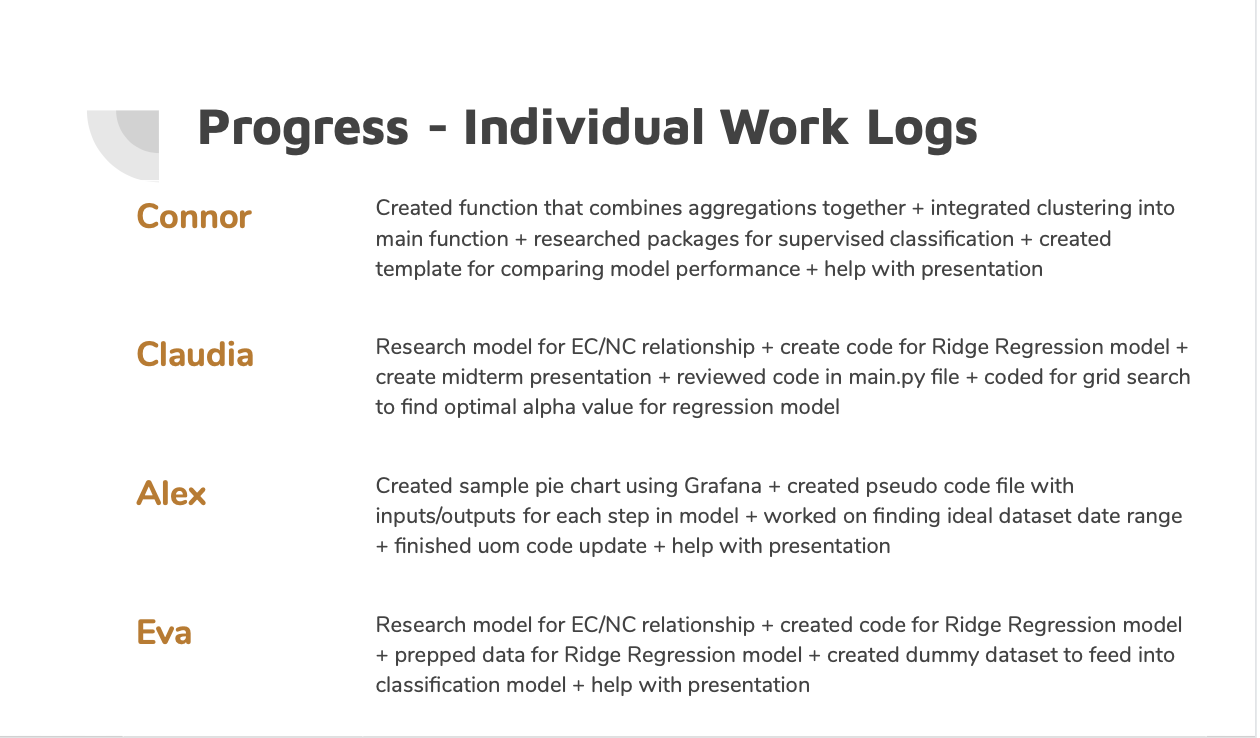 Progress - Individual Work Logs
Connor
Created function that combines aggregations together + integrated clustering into
main function + researched packages for supervised classification + created
template for comparing model performance + help with presentation
Claudia
Research model for EC/NC relationship + create code for Ridge Regression model +
create midterm presentation + reviewed code in main.py file + coded for grid search
to find optimal alpha value for regression model
Alex
Created sample pie chart using Grafana + created pseudo code file with
inputs/outputs for each step in model + worked on finding ideal dataset date range
+ finished uom code update + help with presentation
Eva
Research model for EC/NC relationship + created code for Ridge Regression model
+ prepped data for Ridge Regression model + created dummy dataset to feed into
classification model + help with presentation